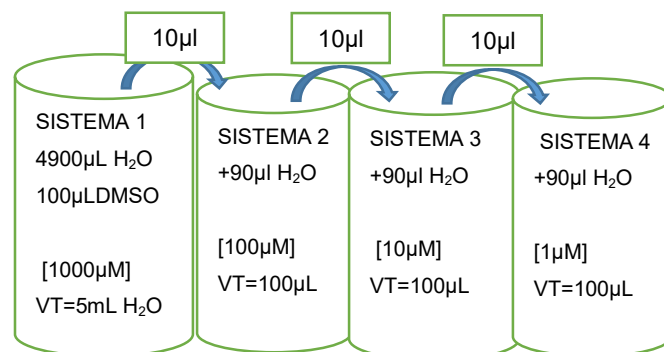 10µl
10µl
10µl
SISTEMA 1
4900µL H₂O
100µLDMSO
[1000µM]
VT=5mL H₂O
SISTEMA 2
+90µl H₂O
[100µM]
VT=100µL
SISTEMA 3
+90µl H₂O
[10µM]
VT=100µL
SISTEMA 4
+90µl H₂O
[1µM]
VT=100µL